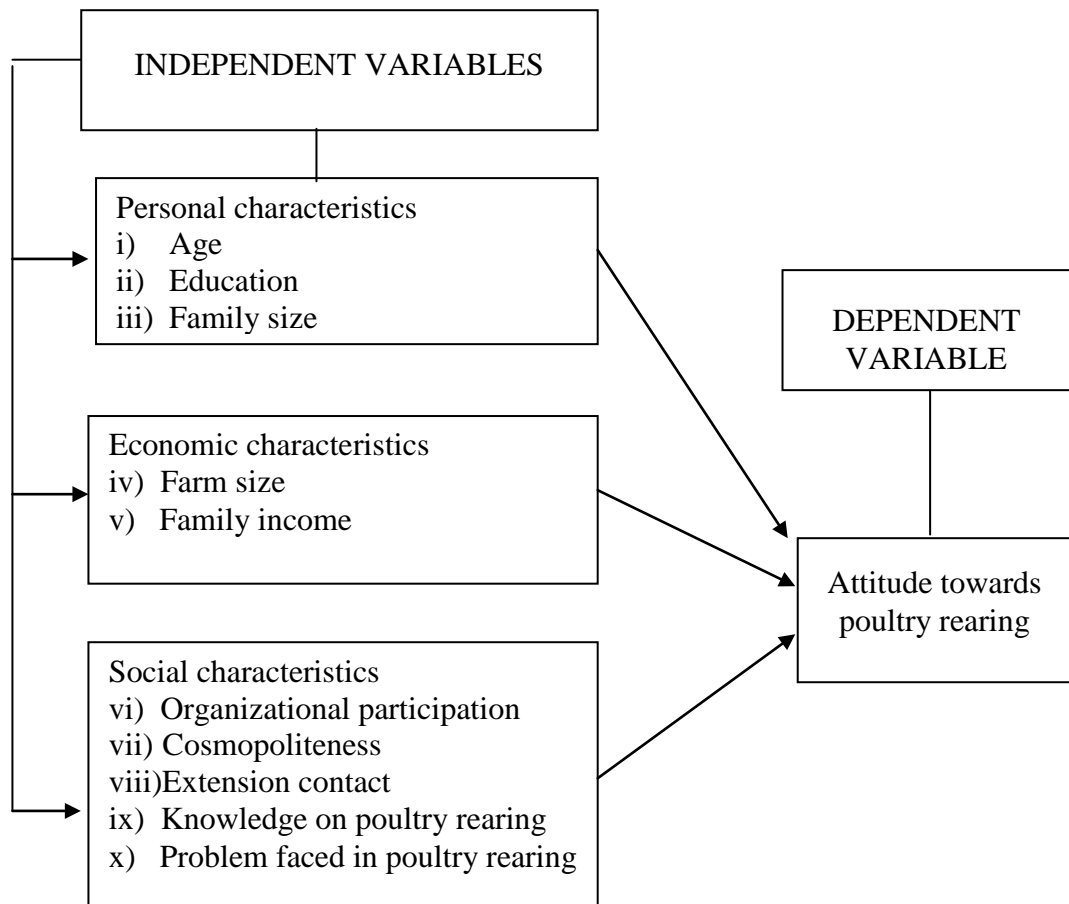 INDEPENDENT VARIABLES
Personal characteristics
i) Age
ii) Education
iii) Family size
DEPENDENT
VARIABLE
Economic characteristics
iv) Farm size
v) Family income
Attitude towards
poultry rearing
Social characteristics
vi) Organizational participation
vii) Cosmopoliteness
viii)Extension contact
ix) Knowledge on poultry rearing
x) Problem faced in poultry rearing